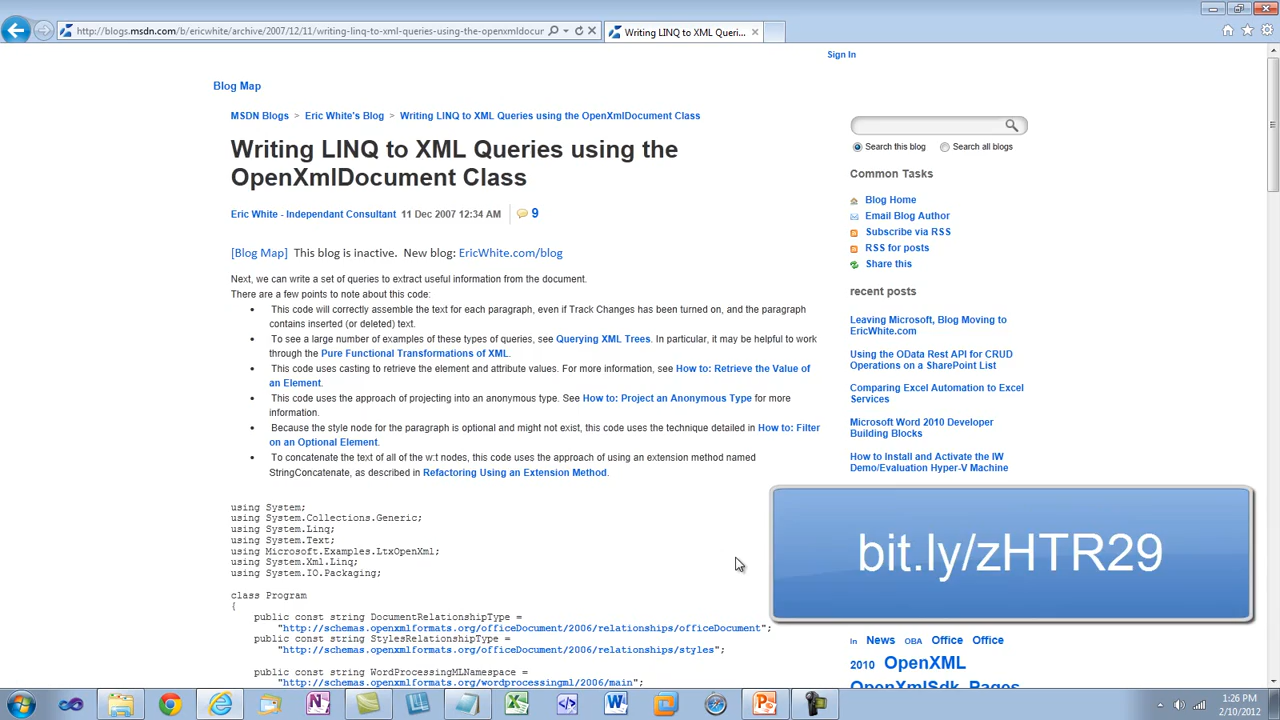 http://blogs.msdn.com/b/ericwhite/archive/2007/12/11/writing-linq-to-xml-queries-using-the-openxmldocur
Writing LINQ to XML Queri...
Sign In
Blog Map
MSDN Blogs > Eric White's Blog > Writing LINQ to XML Queries using the OpenXmlDocument Class
Writing LINQ to XML Queries using the
OpenXmlDocument Class
Eric White - Independant Consultant 11 Dec 2007 12:34 AM 9
[Blog Map] This blog is inactive. New blog: EricWhite.com/blog
Next, we can write a set of queries to extract useful information from the document.
There are a few points to note about this code:
• This code will correctly assemble the text for each paragraph, even if Track Changes has been turned on, and the paragraph
contains inserted (or deleted) text.
• To see a large number of examples of these types of queries, see Querying XML Trees. In particular, it may be helpful to work
through the Pure Functional Transformations of XML.
• This code uses casting to retrieve the element and attribute values. For more information, see How to: Retrieve the Value of
an Element.
• This code uses the approach of projecting into an anonymous type. See How to: Project an Anonymous Type for more
information.
• Because the style node for the paragraph is optional and might not exist, this code uses the technique detailed in How to: Filter
on an Optional Element.
• To concatenate the text of all of the w:t nodes, this code uses the approach of using an extension method named
StringConcatenate, as described in Refactoring Using an Extension Method.
using System;
using System.Collections.Generic;
using System.Linq;
using System.Text;
using Microsoft.Examples.LtxOpenXml;
using System.Xml.Linq;
using System.IO.Packaging;
class Program
{
public const string DocumentRelationshipType =
"http://schemas.openxmlformats.org/officeDocument/2006/relationships/officeDocument";
public const string StylesRelationshipType =
"http://schemas.openxmlformats.org/officeDocument/2006/relationships/styles";
public const string WordProcessingMLNamespace =
"http://schemas.openxmlformats.org/wordprocessingml/2006/main";
Search this blog Search all blogs
Common Tasks
Blog Home
Email Blog Author
Subscribe via RSS
RSS for posts
Share this
recent posts
Leaving Microsoft, Blog Moving to
EricWhite.com
Using the OData Rest API for CRUD
Operations on a SharePoint List
Comparing Excel Automation to Excel
Services
Microsoft Word 2010 Developer
Building Blocks
How to Install and Activate the IW
Demo/Evaluation Hyper-V Machine
bit.ly/zHTR29
In News OBA Office Office
2010 OpenXML
OpenXmlSdk Pages
1:26 PM
2/10/2012